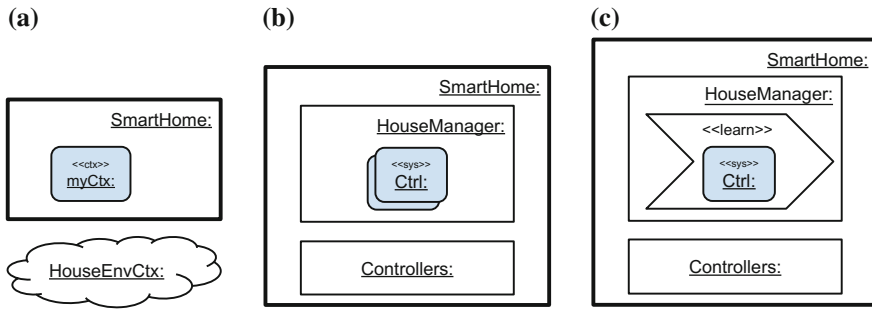 (a)
SmartHome:
<<ctx>>
myCtx:
HouseEnvCtx:
(b)
SmartHome:
HouseManager:
<<sys>>
Ctrl:
Controllers:
(c)
SmartHome:
HouseManager:
<<learn>>
<<sys>>
Ctrl:
Controllers: